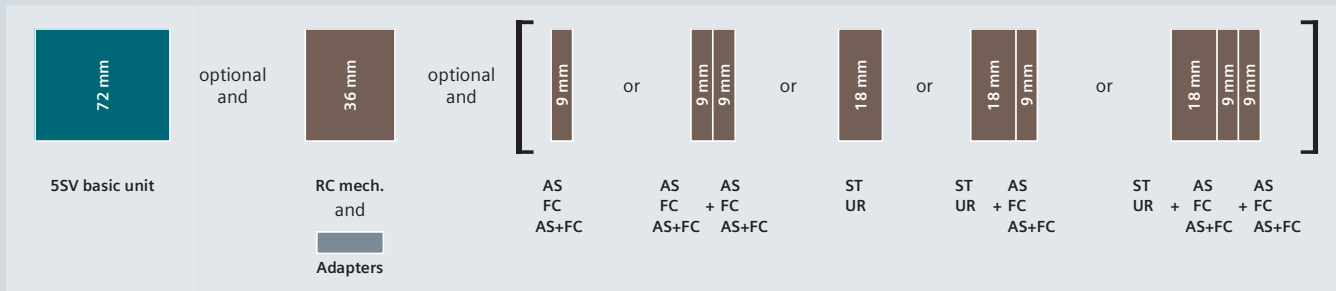 72 mm
optional
and
36 mm
optional
and
9 mm
or
9 mm
9 mm
or
18 mm
or
18 mm
9 mm
or
18 mm
9 mm
9 mm
5SV basic unit
RC mech.
and
Adapters
AS
FC
AS+FC
AS AS
FC + FC
AS+FC AS+FC
ST
UR
ST AS
UR + FC
AS+FC
ST AS AS
UR + FC + FC
AS+FC AS+FC